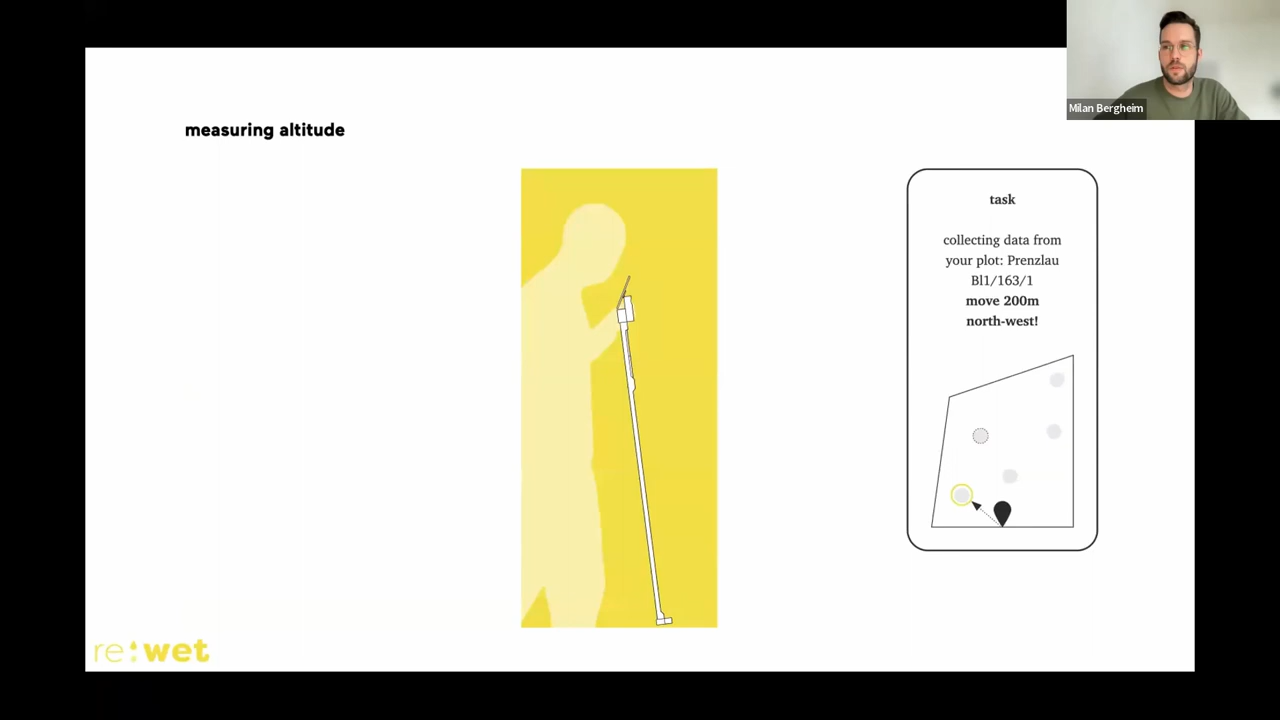 Milan Bergheim
measuring altitude
task
collecting data from
your plot: Prenzlau
Bl1/163/1
move 200m
north-west!
re:wet